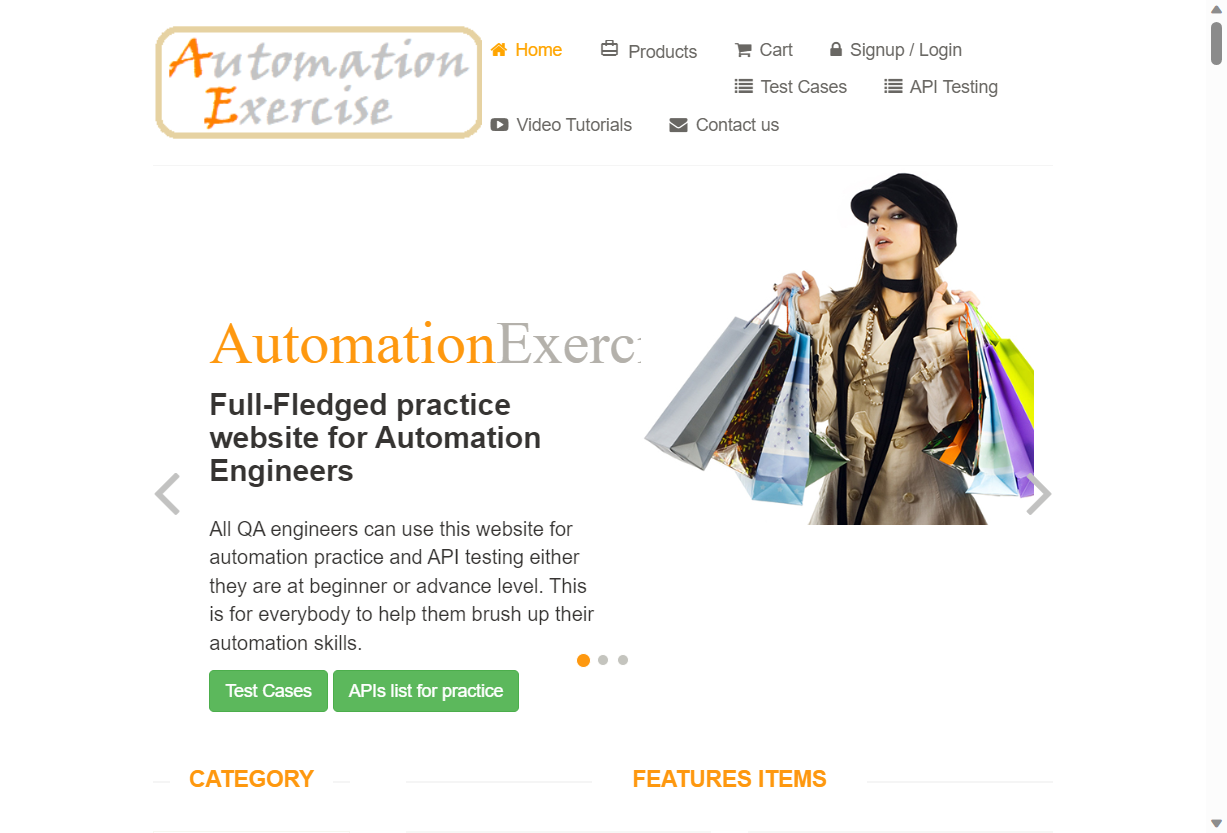 Automation
Exercise
Home
Products
Cart
Signup / Login
Test Cases
API Testing
Video Tutorials
Contact us
AutomationExerci
Full-Fledged practice
website for Automation
Engineers
All QA engineers can use this website for
automation practice and API testing either
they are at beginner or advance level. This
is for everybody to help them brush up their
automation skills.
Test Cases
APIs list for practice
CATEGORY
FEATURES ITEMS